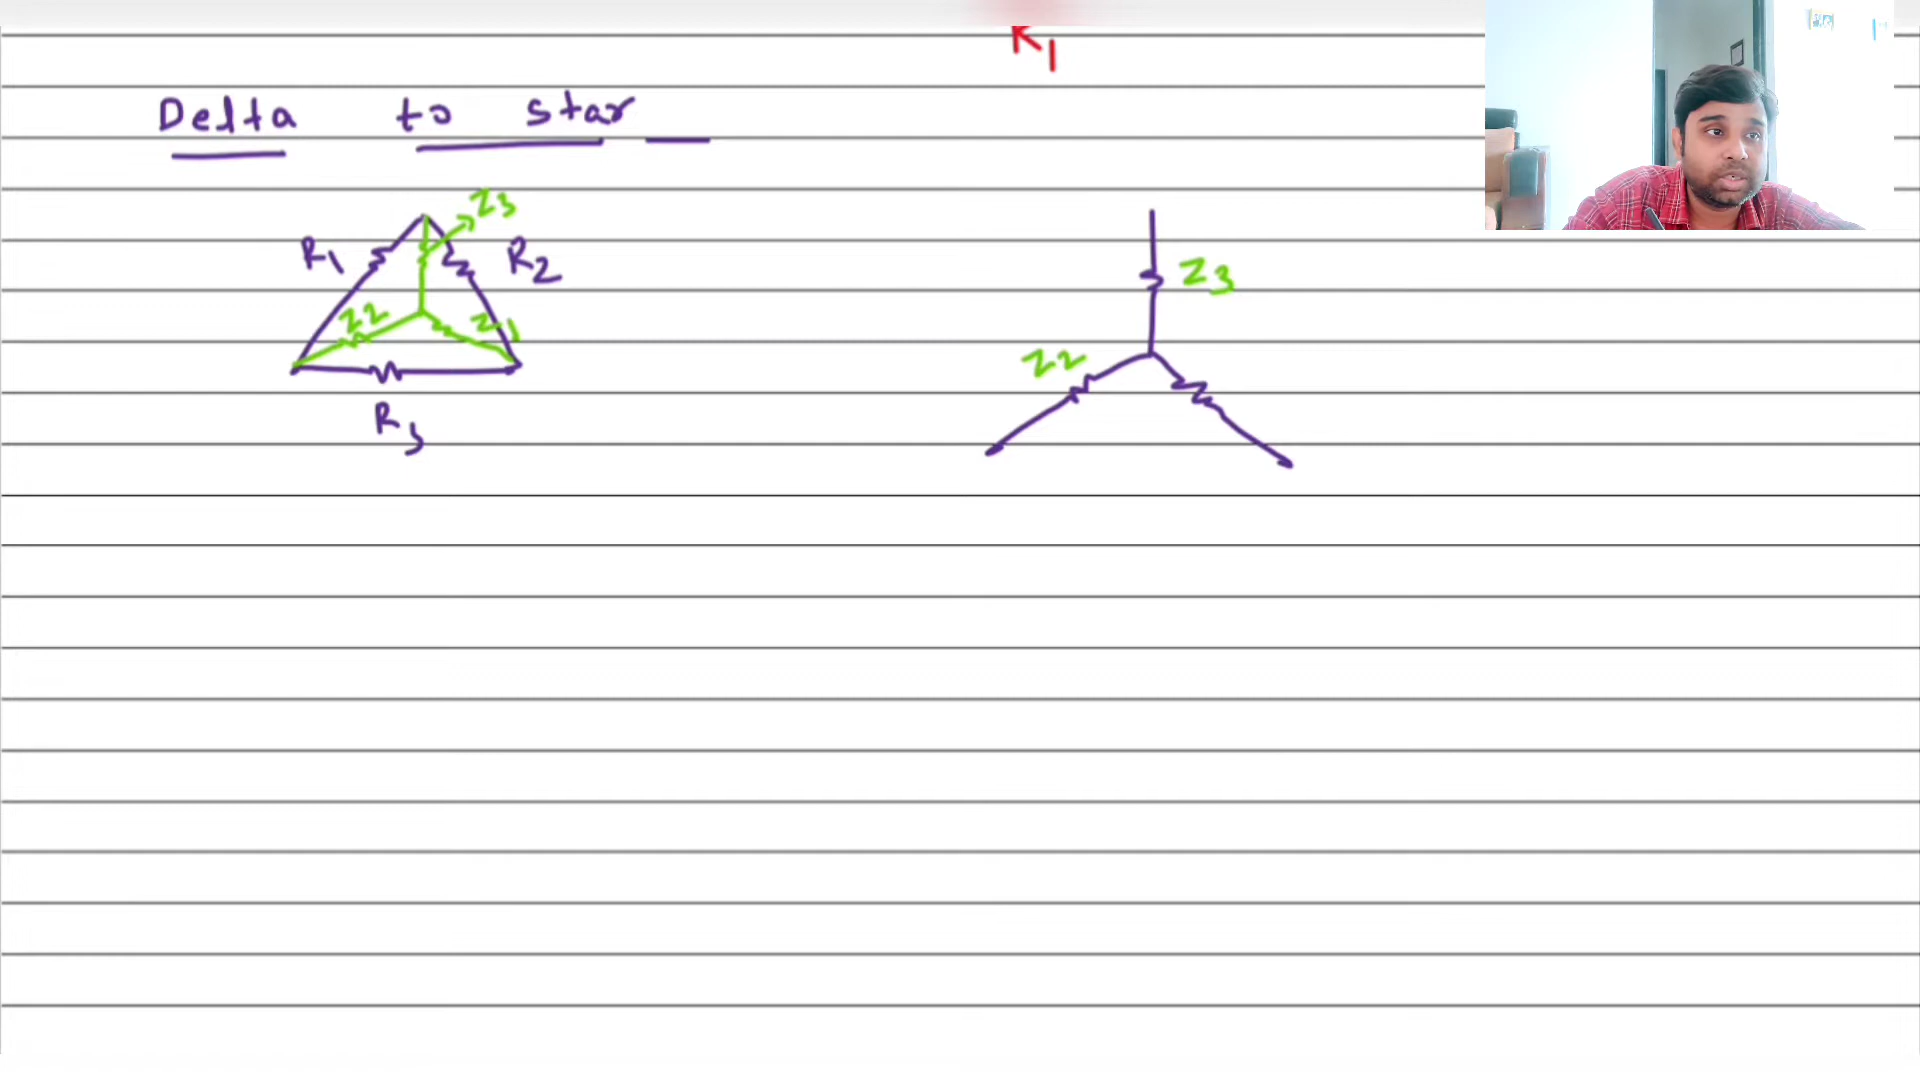 R1
Delta to star
Z3
R1
R2
Z2
Z1
R3
Z3
Z2